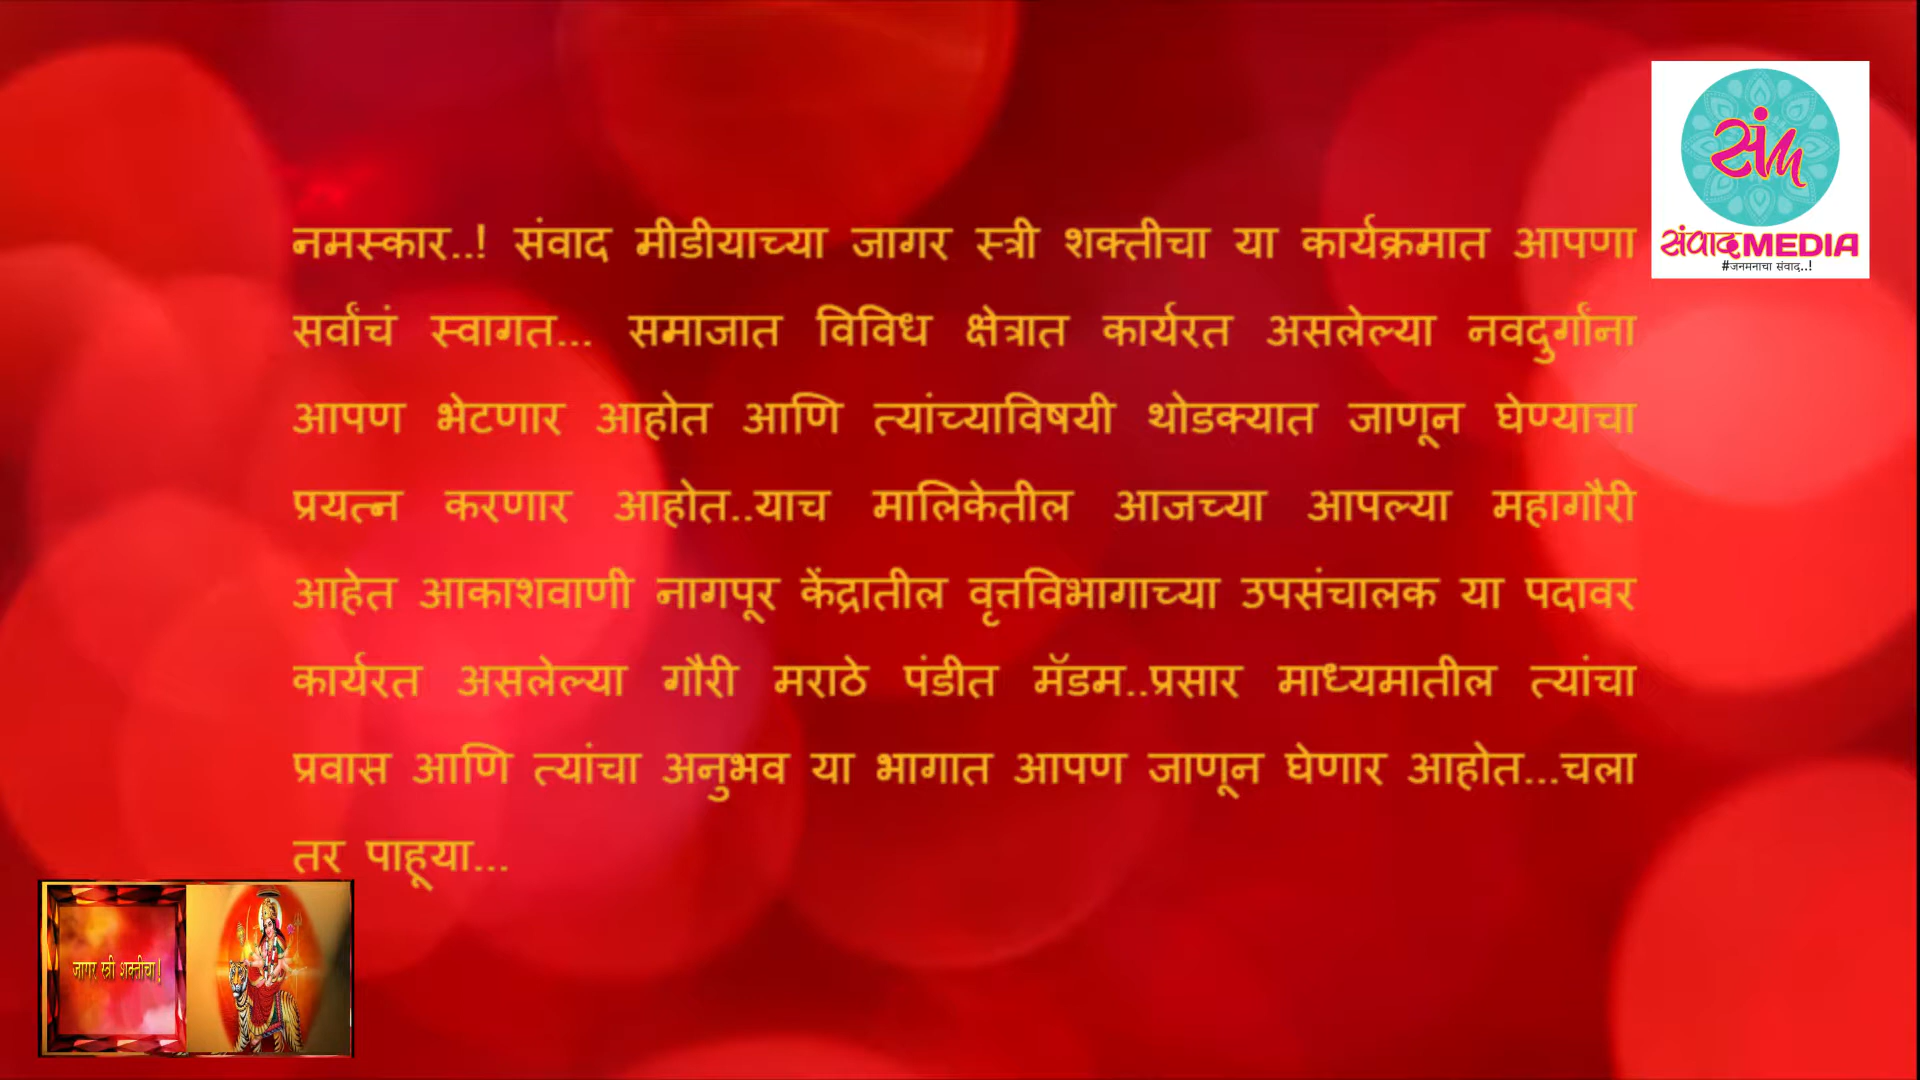 संm
संवादMEDIA
#जनमनाचा संवाद..!
नमस्कार..! संवाद मीडीयाच्या जागर स्त्री शक्तीचा या कार्यक्रमात आपणा
सर्वांचं स्वागत... समाजात विविध क्षेत्रात कार्यरत असलेल्या नवदुर्गांना
आपण भेटणार आहोत आणि त्यांच्याविषयी थोडक्यात जाणून घेण्याचा
प्रयत्न करणार आहोत..याच मालिकेतील आजच्या आपल्या महागौरी
आहेत आकाशवाणी नागपूर केंद्रातील वृत्तविभागाच्या उपसंचालक या पदावर
कार्यरत असलेल्या गौरी मराठे पंडीत मॅडम..प्रसार माध्यमातील त्यांचा
प्रवास आणि त्यांचा अनुभव या भागात आपण जाणून घेणार आहोत...चला
तर पाहूया...
जागर स्त्री शक्तीचा!